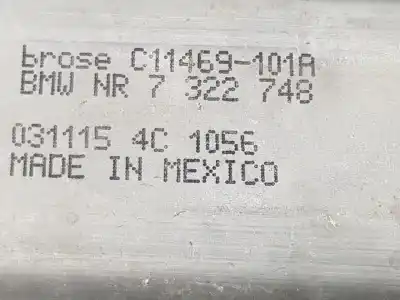 brose C11469-101A
BMW NR 7 322 748
031115 4C 1056
MADE IN MEXICO